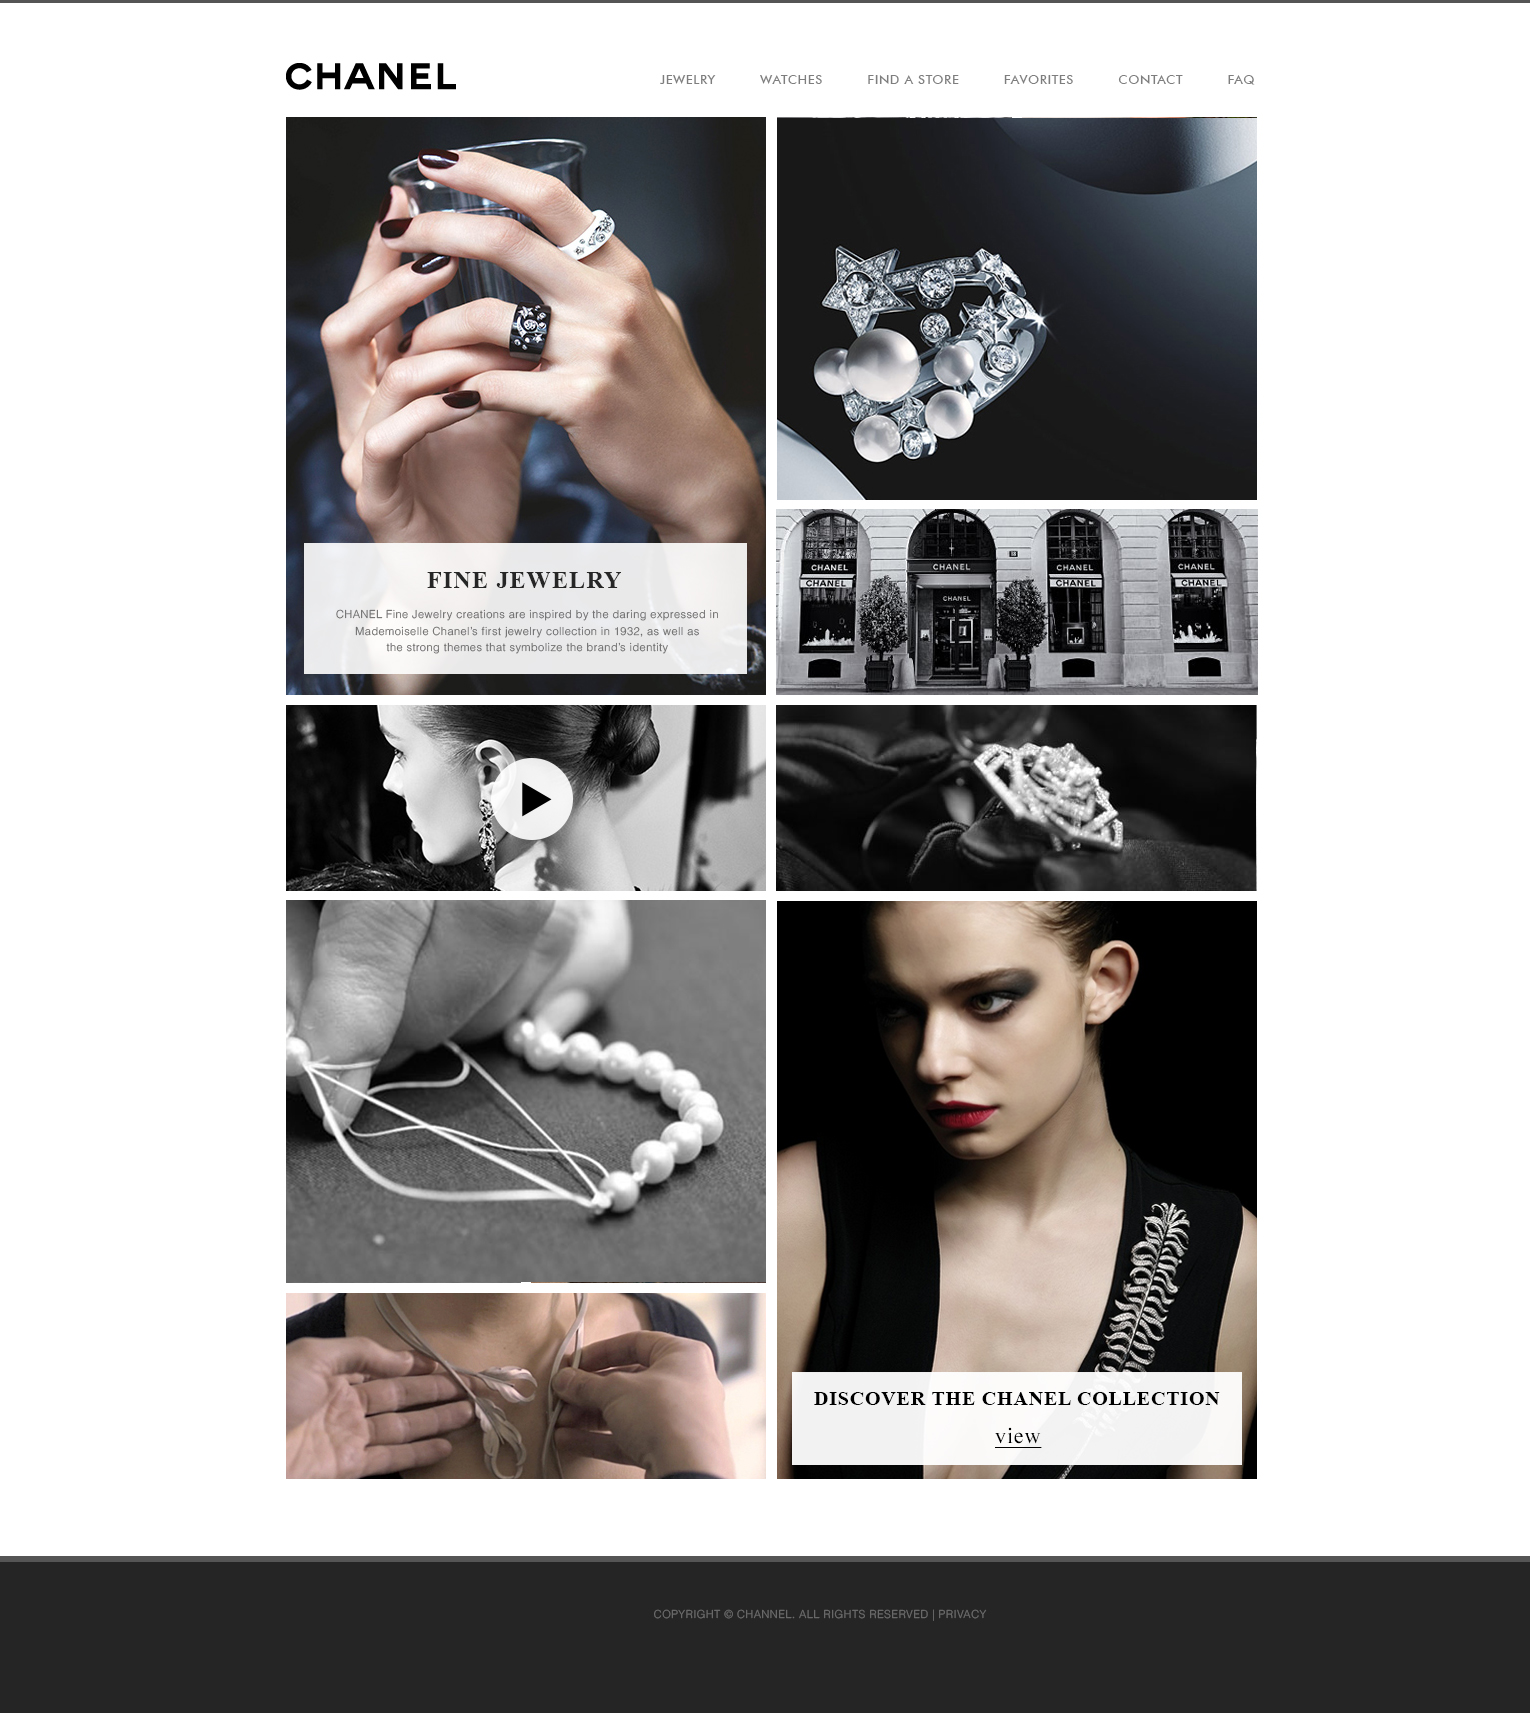 CHANEL
JEWELRY WATCHES FIND A STORE FAVORITES CONTACT FAQ
FINE JEWELRY
CHANEL Fine Jewelry creations are inspired by the daring expressed in
Mademoiselle Chanel's first jewelry collection in 1932, as well as
the strong themes that symbolize the brand's identity
CHANEL CHANEL CHANEL CHANEL
CHANEL CHANEL CHANEL
CHANEL
DISCOVER THE CHANEL COLLECTION
view
COPYRIGHT © CHANNEL. ALL RIGHTS RESERVED | PRIVACY